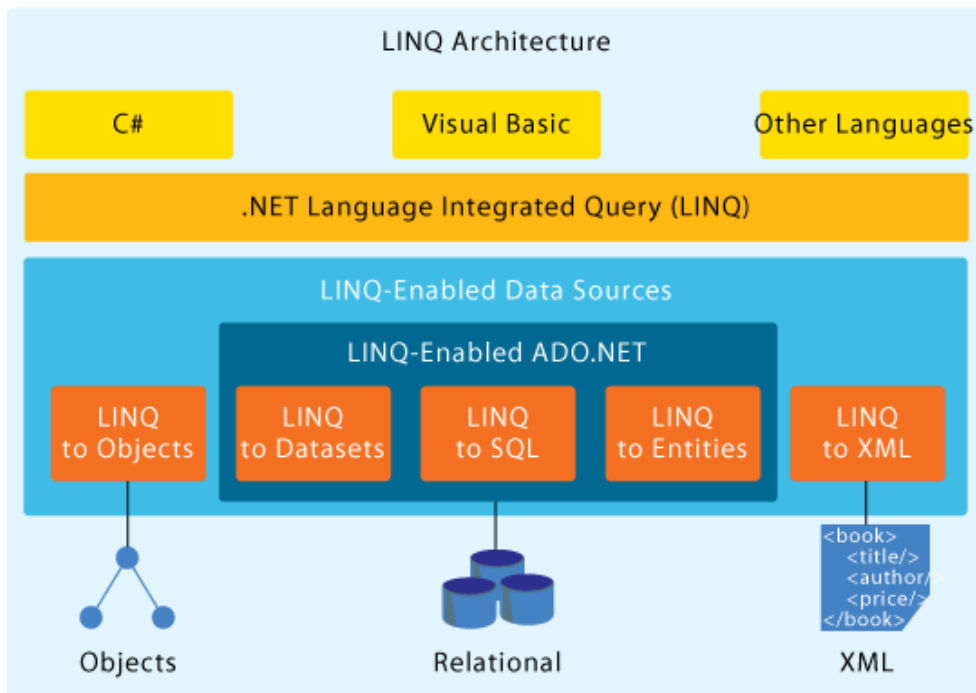 LINQ Architecture
C#
Visual Basic
Other Languages
.NET Language Integrated Query (LINQ)
LINQ-Enabled Data Sources
LINQ-Enabled ADO.NET
LINQ
to Objects
LINQ
to Datasets
LINQ
to SQL
LINQ
to Entities
LINQ
to XML
<book>
<title/>
<author/>
<price/>
</book>
Objects
Relational
XML